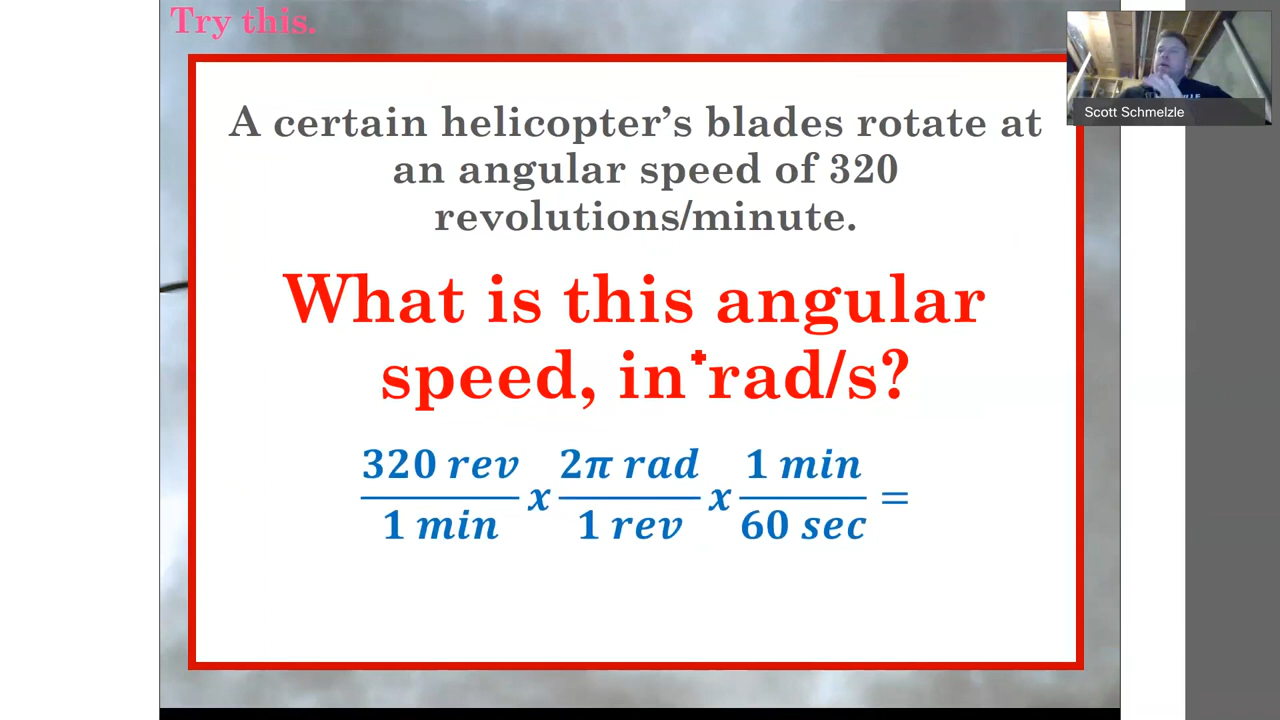 Try this.
Scott Schmelzle
A certain helicopter's blades rotate at
an angular speed of 320
revolutions/minute.
What is this angular
speed, in rad/s?
320 rev / 1 min x 2π rad / 1 rev x 1 min / 60 sec =